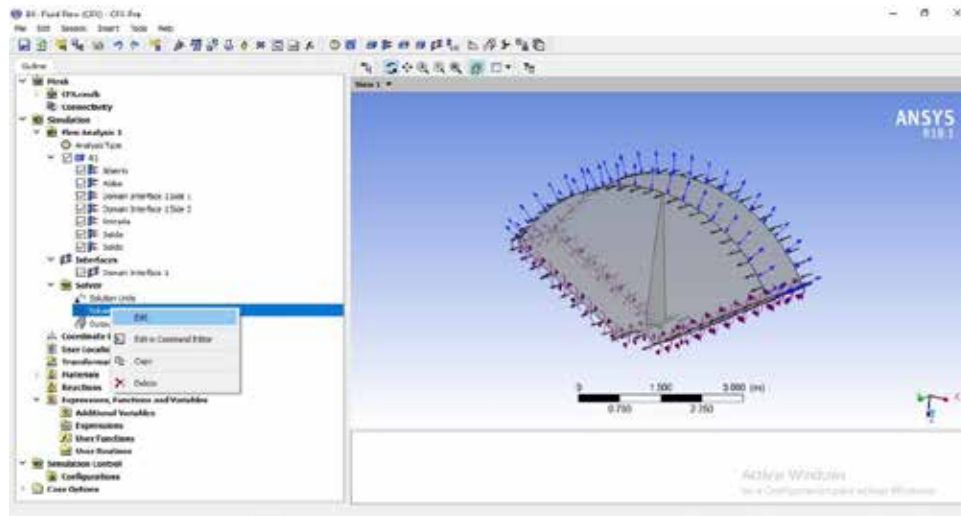 Fluid Flow (CFX) - CFX-Pre
File Edit Session Insert Tools Help
Outline
Mesh
CFX.cmdb
Connectivity
Simulation
Flow Analysis 1
Analysis Type
Abierto
Domain Interface 1 Side 1
Domain Interface 1 Side 2
Entrada
Interfaces
Domain Interface 1
Solver
Solution Units
Edit
Edit in Command Editor
Copy
Delete
Materials
Reactions
Expressions, Functions and Variables
Additional Variables
Expressions
User Functions
User Routines
Simulation Control
Configurations
Case Options
View 1
ANSYS
R18.1
0 1.500 3.000 (m)
0.750 2.250
Activar Windows